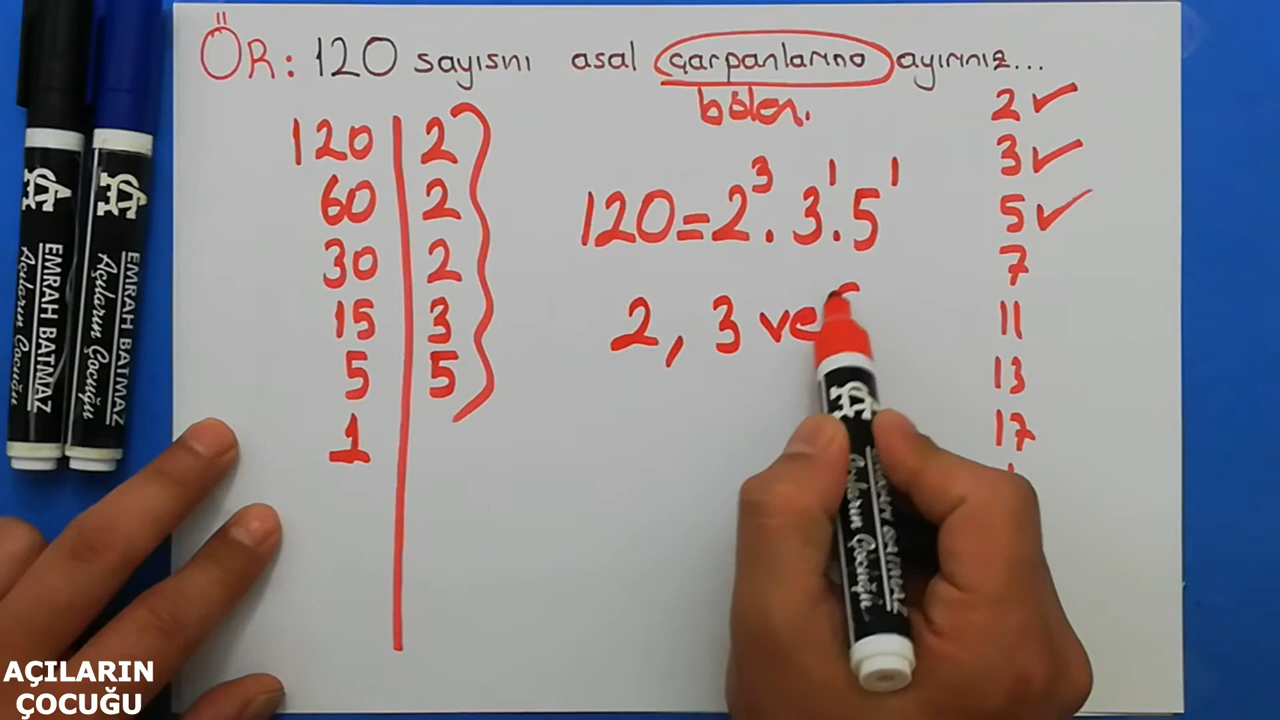 ÖR: 120 sayısnı asal çarpanlarına ayırınız...
bölen.
120 | 2
60 | 2
30 | 2
15 | 3
5 | 5
1
120=2³.3¹.5¹
2, 3 ve
2 ✓
3 ✓
5 ✓
7
11
13
17
EMRAH BATMAZ
Açıların Çocuğu
EMRAH BATMAZ
Açıların Çocuğu
AÇILARIN
ÇOCUĞU